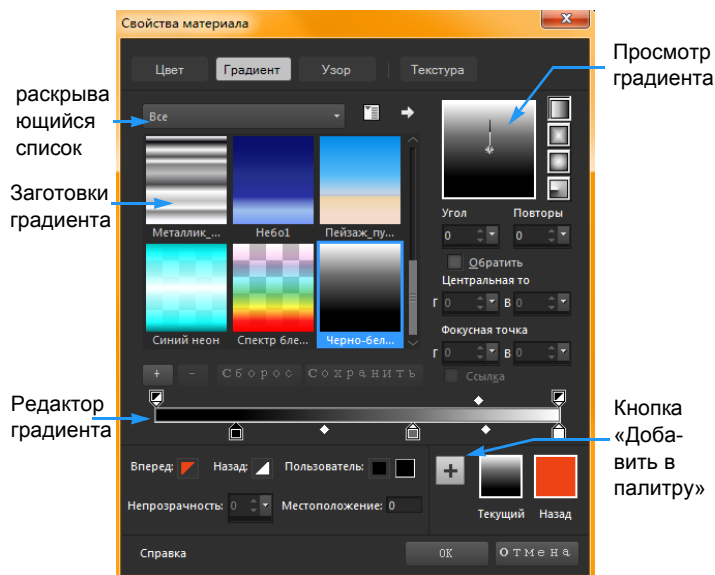 Свойства материала
Цвет Градиент Узор Текстура
Просмотр
градиента
раскрыва
ющийся
список
Все
Заготовки
градиента
Металлик_... Небо1 Пейзаж_пу...
Синий неон Спектр бле... Черно-бел...
Угол Повторы
0 0
Обратить
Центральная то
Г 0 В 0
Фокусная точка
Г 0 В 0
Ссылка
+ - Сброс Сохранить
Редактор
градиента
Кнопка
«Доба-
вить в
палитру»
Вперед: Назад: Пользователь:
Непрозрачность: 0 Местоположение: 0
+
Текущий Назад
Справка OK Отмена